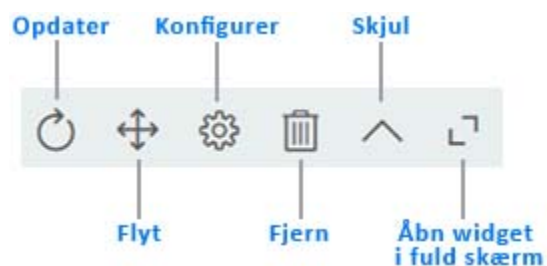 Opdater
Konfigurer
Skjul
Flyt
Fjern
Åbn widget
i fuld skærm